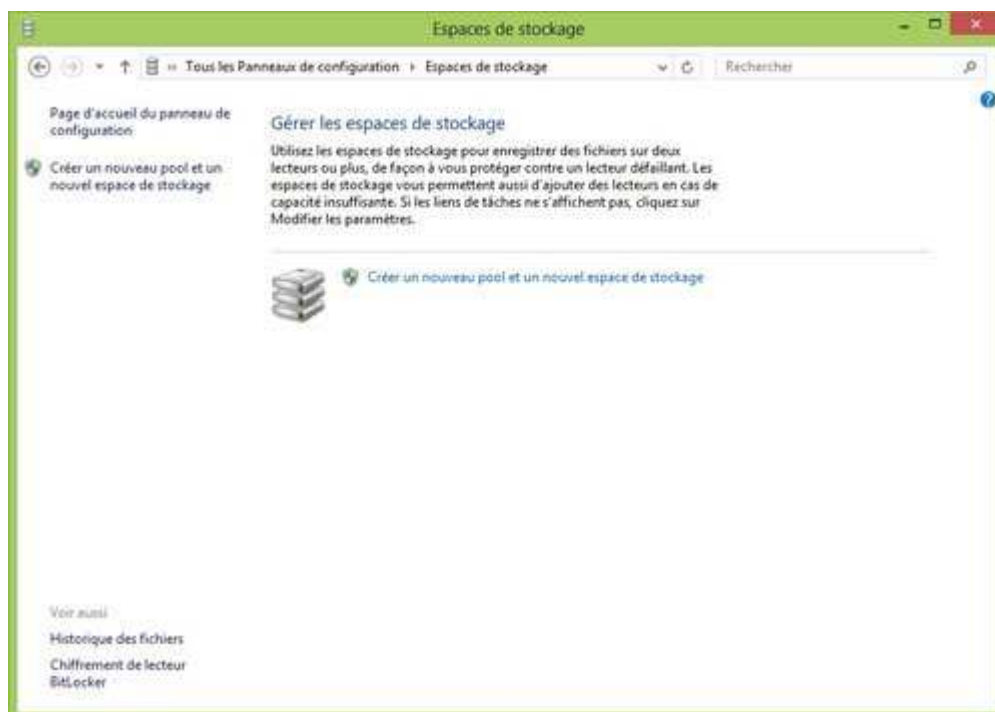 Espaces de stockage
« Tous les Panneaux de configuration Espaces de stockage
Rechercher
Page d'accueil du panneau de
configuration
Créer un nouveau pool et un
nouvel espace de stockage
Gérer les espaces de stockage
Utilisez les espaces de stockage pour enregistrer des fichiers sur deux
lecteurs ou plus, de façon à vous protéger contre un lecteur défaillant. Les
espaces de stockage vous permettent aussi d'ajouter des lecteurs en cas de
capacité insuffisante. Si les liens de tâches ne s'affichent pas, cliquez sur
Modifier les paramètres.
Créer un nouveau pool et un nouvel espace de stockage
Voir aussi
Historique des fichiers
Chiffrement de lecteur
BitLocker